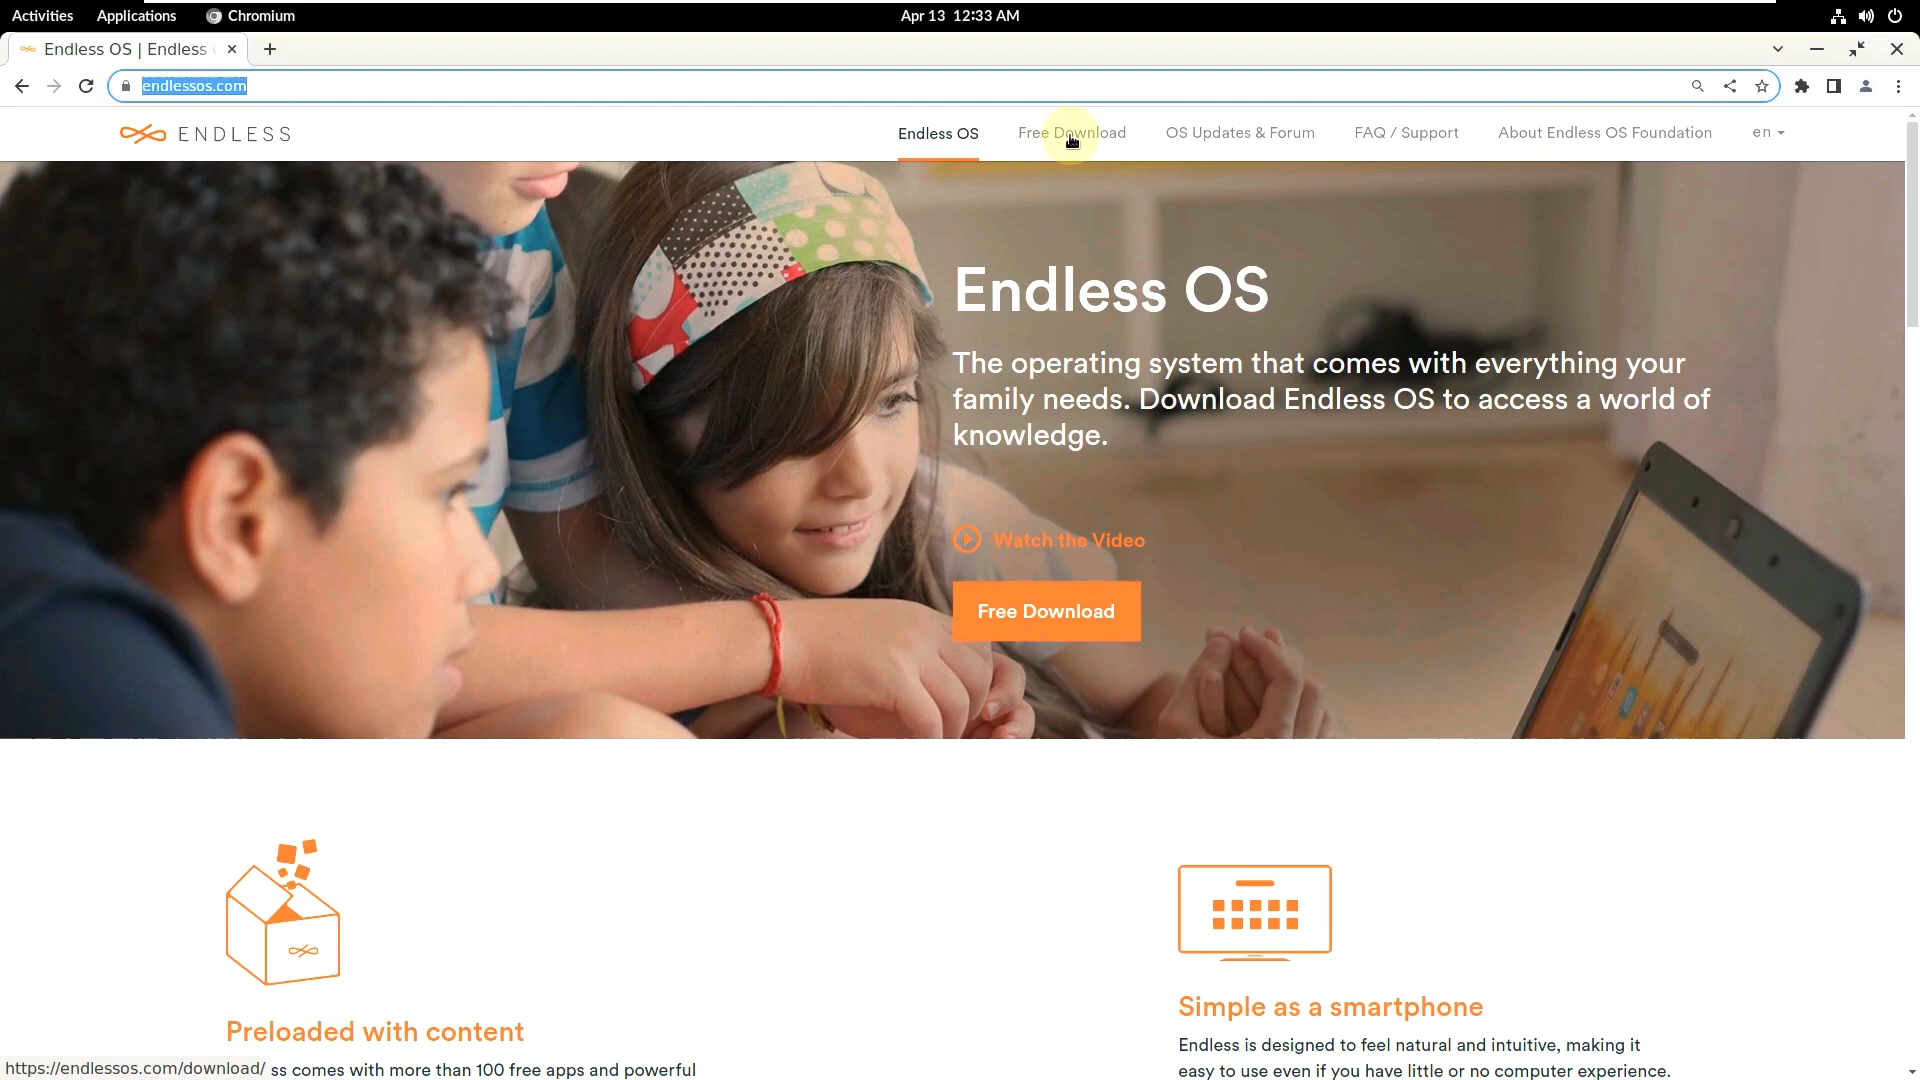 Activities Applications Chromium Apr 13 12:33 AM
Endless OS | Endless
endlessos.com
ENDLESS Endless OS Free Download OS Updates & Forum FAQ / Support About Endless OS Foundation en
Endless OS
The operating system that comes with everything your
family needs. Download Endless OS to access a world of
knowledge.
Watch the Video
Free Download
Preloaded with content
ss comes with more than 100 free apps and powerful
Simple as a smartphone
Endless is designed to feel natural and intuitive, making it
easy to use even if you have little or no computer experience.
https://endlessos.com/download/